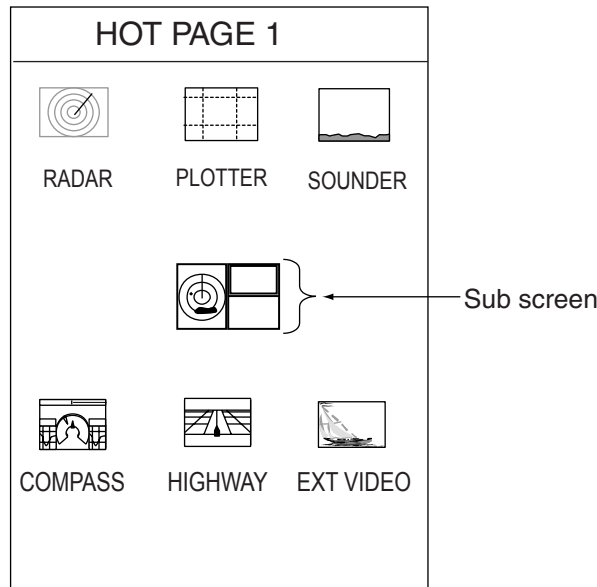 HOT PAGE 1
RADAR PLOTTER SOUNDER
Sub screen
COMPASS HIGHWAY EXT VIDEO